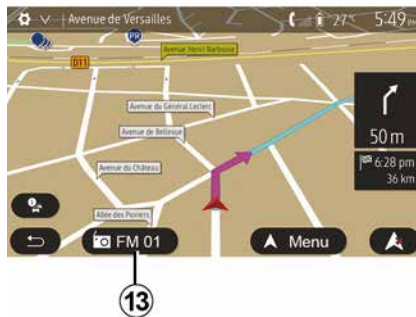 Avenue de Versailles
27°
5:49 PM
PR
Avenue Henri Barbusse
D11
Avenue du Général Leclerc
Avenue de Bellevue
50 m
Avenue du Château
6:28 pm
36 km
Allée des Poiriers
FM 01
Menu
13